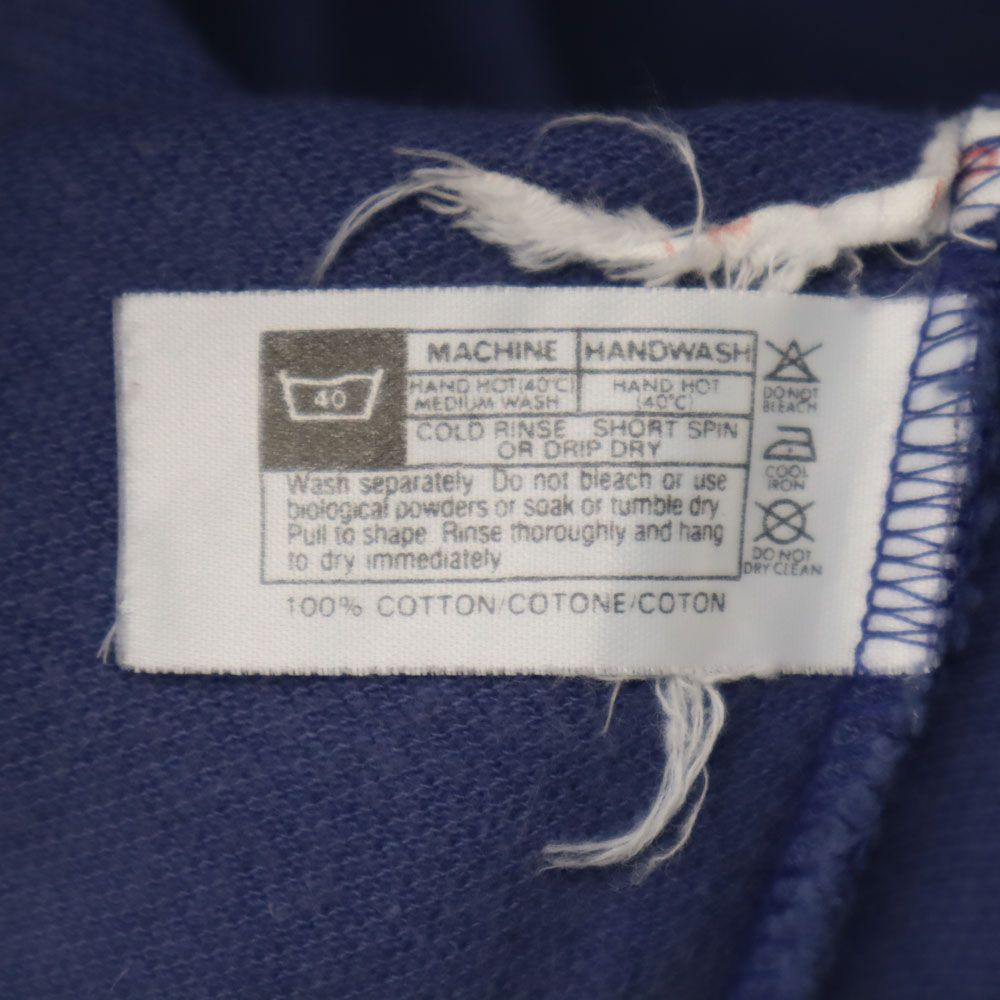 40
MACHINE HANDWASH
HAND HOT (40°C) HAND HOT
MEDIUM WASH (40°C)
COLD RINSE SHORT SPIN
OR DRIP DRY
Wash separately Do not bleach or use
biological powders or soak or tumble dry
Pull to shape Rinse thoroughly and hang
to dry immediately
100% COTTON/COTONE/COTON
DO NOT
BLEACH
COOL
IRON
DO NOT
DRY CLEAN